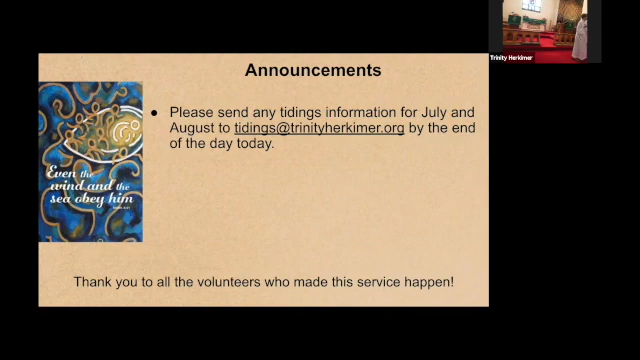 Announcements
● Please send any tidings information for July and
August to tidings@trinityherkimer.org by the end
of the day today.
Even the
wind and the
sea obey him
Thank you to all the volunteers who made this service happen!
Trinity Herkimer